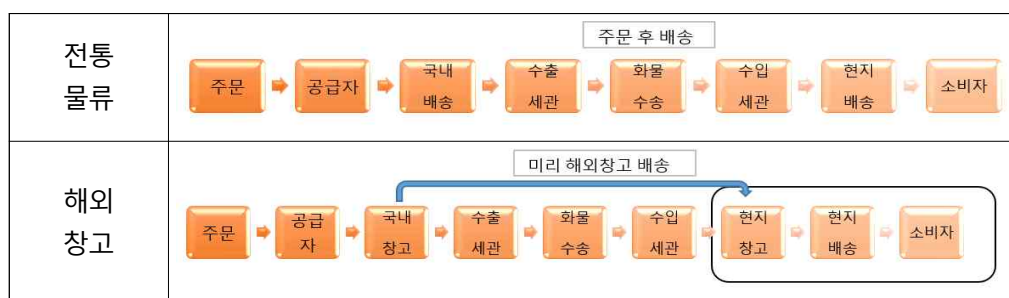 전통
물류
주문 후 배송
주문
공급자
국내
배송
수출
세관
화물
수송
수입
세관
현지
배송
소비자
해외
창고
미리 해외창고 배송
주문
공급
자
국내
창고
수출
세관
화물
수송
수입
세관
현지
창고
현지
배송
소비자